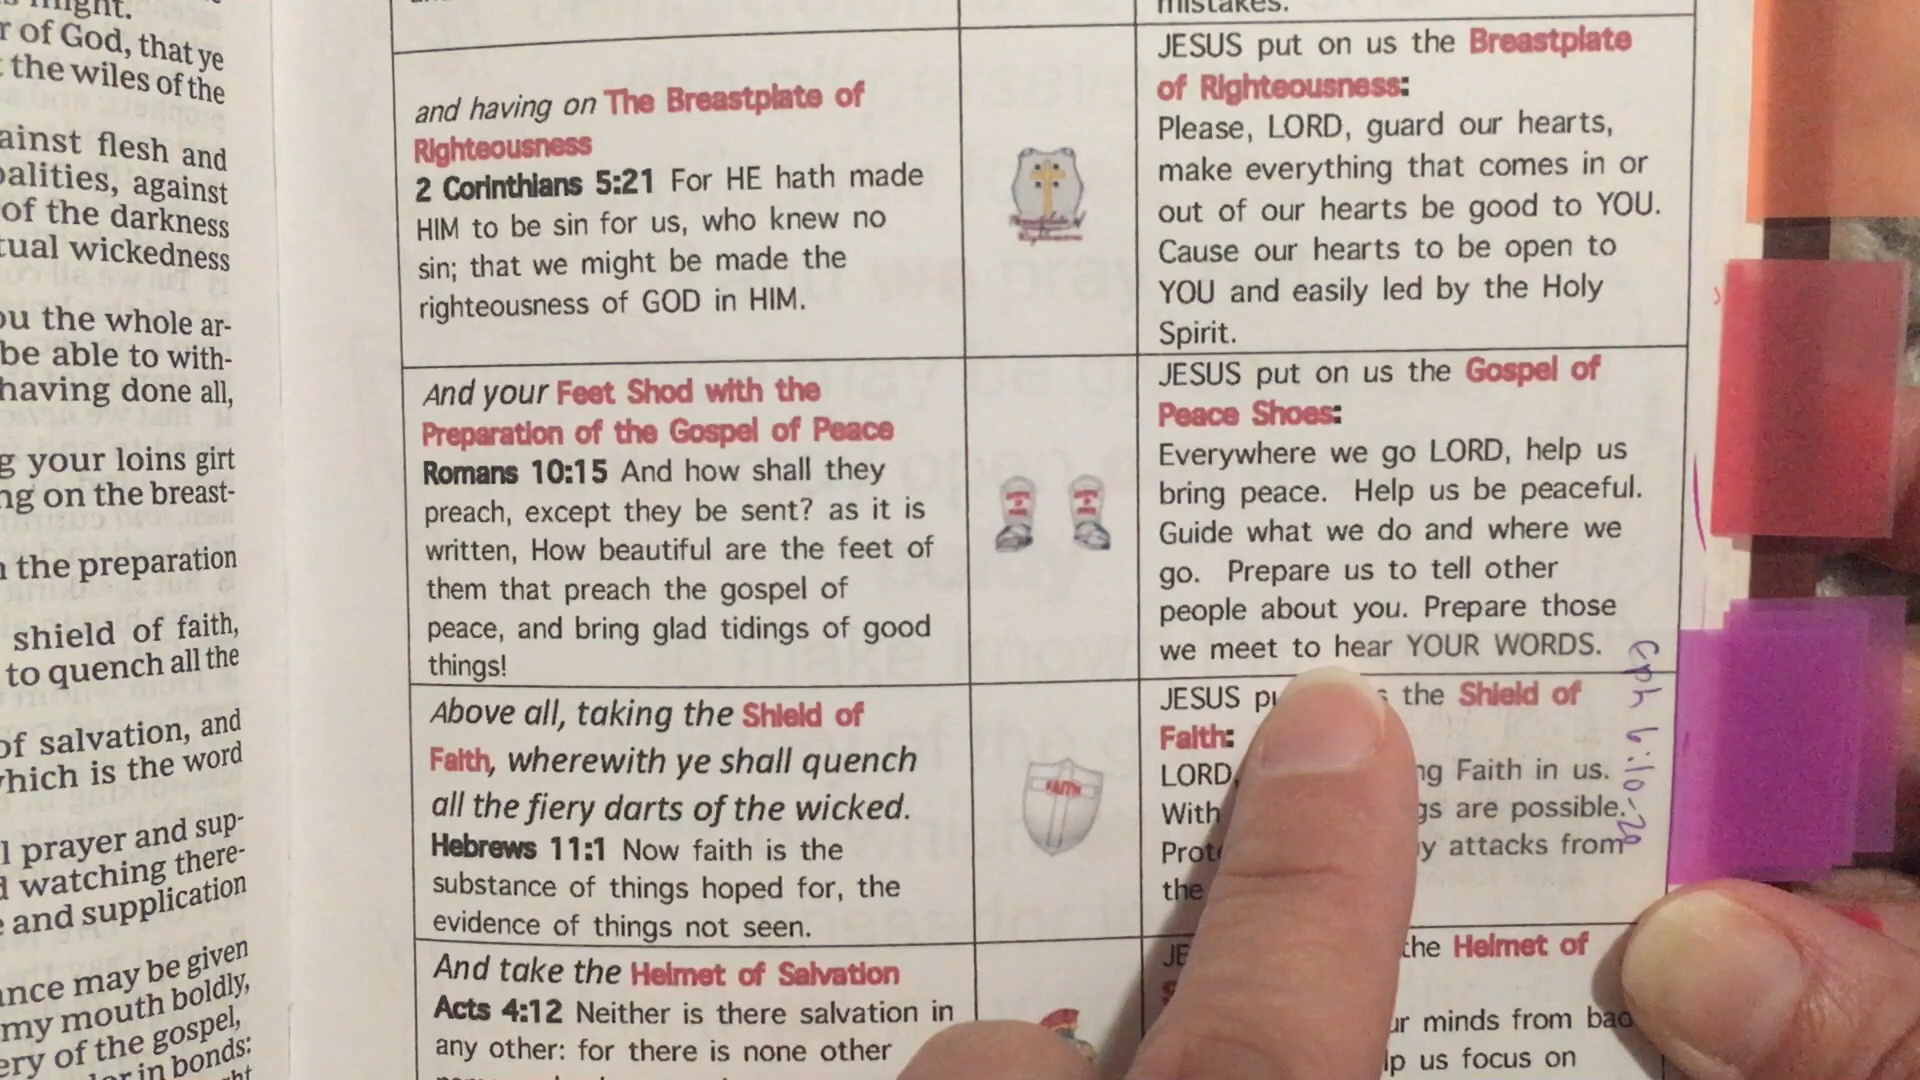 might.
r of God, that ye
the wiles of the
ainst flesh and
palities, against
of the darkness
tual wickedness
ou the whole ar-
be able to with-
having done all,
g your loins girt
ng on the breast-
n the preparation
shield of faith,
to quench all the
of salvation, and
which is the word
l prayer and sup-
d watching there-
e and supplication
ance may be given
my mouth boldly,
ery of the gospel,
or in bonds:
and having on The Breastplate of
Righteousness
2 Corinthians 5:21 For HE hath made
HIM to be sin for us, who knew no
sin; that we might be made the
righteousness of GOD in HIM.
mistakes.
JESUS put on us the Breastplate
of Righteousness:
Please, LORD, guard our hearts,
make everything that comes in or
out of our hearts be good to YOU.
Cause our hearts to be open to
YOU and easily led by the Holy
Spirit.
And your Feet Shod with the
Preparation of the Gospel of Peace
Romans 10:15 And how shall they
preach, except they be sent? as it is
written, How beautiful are the feet of
them that preach the gospel of
peace, and bring glad tidings of good
things!
JESUS put on us the Gospel of
Peace Shoes:
Everywhere we go LORD, help us
bring peace. Help us be peaceful.
Guide what we do and where we
go. Prepare us to tell other
people about you. Prepare those
we meet to hear YOUR WORDS.
Above all, taking the Shield of
Faith, wherewith ye shall quench
all the fiery darts of the wicked.
Hebrews 11:1 Now faith is the
substance of things hoped for, the
evidence of things not seen.
FAITH
JESUS pu s the Shield of
Faith:
LORD, ng Faith in us.
With gs are possible.
Prote y attacks from
the
Eph 6:10-20
And take the Helmet of Salvation
Acts 4:12 Neither is there salvation in
any other: for there is none other
JE the Helmet of
S
ur minds from bad
lp us focus on